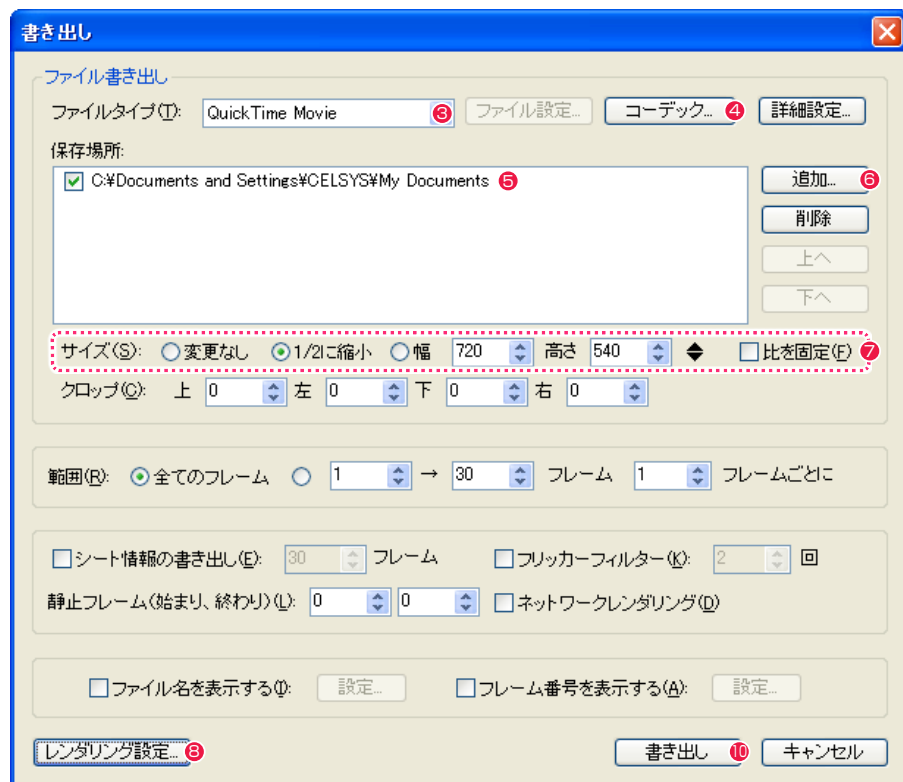 書き出し
ファイル書き出し
ファイルタイプ(T): QuickTime Movie ③ ファイル設定... コーデック... ④ 詳細設定...
保存場所:
C:¥Documents and Settings¥CELSYS¥My Documents ⑤ 追加... ⑥
削除
上へ
下へ
サイズ(S): 変更なし 1/2に縮小 幅 720 高さ 540 比を固定(F) ⑦
クロップ(C): 上 0 左 0 下 0 右 0
範囲(R): 全てのフレーム 1 → 30 フレーム 1 フレームごとに
シート情報の書き出し(E): 30 フレーム フリッカーフィルター(K): 2 回
静止フレーム(始まり、終わり)(L): 0 0 ネットワークレンダリング(D)
ファイル名を表示する(I): 設定... フレーム番号を表示する(A): 設定...
レンダリング設定... ⑧ 書き出し ⑩ キャンセル